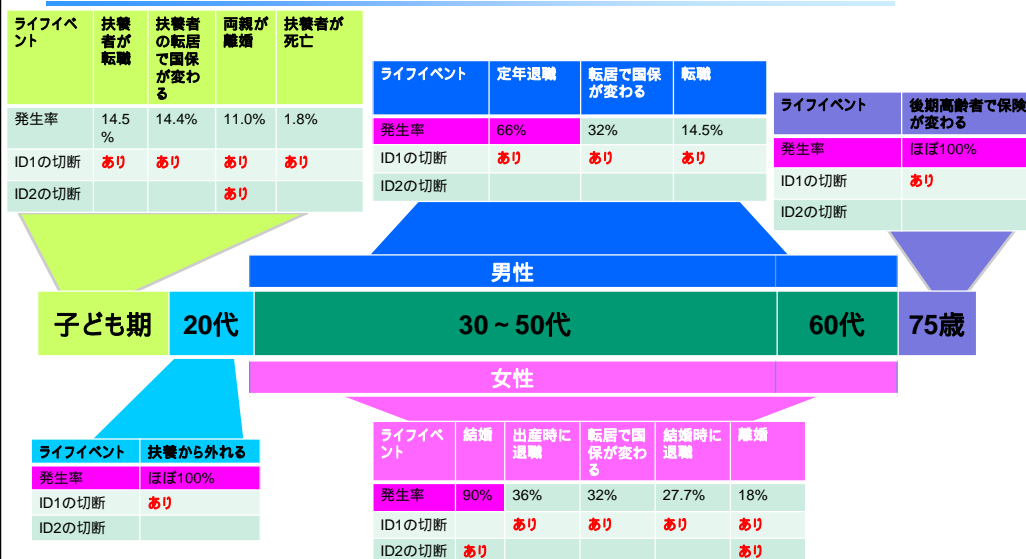 ライフイベント 扶養者が転職 扶養者の転居で国保が変わる 両親が離婚 扶養者が死亡
発生率 14.5% 14.4% 11.0% 1.8%
ID1の切断 あり あり あり あり
ID2の切断 あり
ライフイベント 定年退職 転居で国保が変わる 転職
発生率 66% 32% 14.5%
ID1の切断 あり あり あり
ID2の切断
ライフイベント 後期高齢者で保険が変わる
発生率 ほぼ100%
ID1の切断 あり
ID2の切断
男性
子ども期 20代 30~50代 60代 75歳
女性
ライフイベント 扶養から外れる
発生率 ほぼ100%
ID1の切断 あり
ID2の切断
ライフイベント 結婚 出産時に退職 転居で国保が変わる 結婚時に退職 離婚
発生率 90% 36% 32% 27.7% 18%
ID1の切断 あり あり あり あり
ID2の切断 あり あり